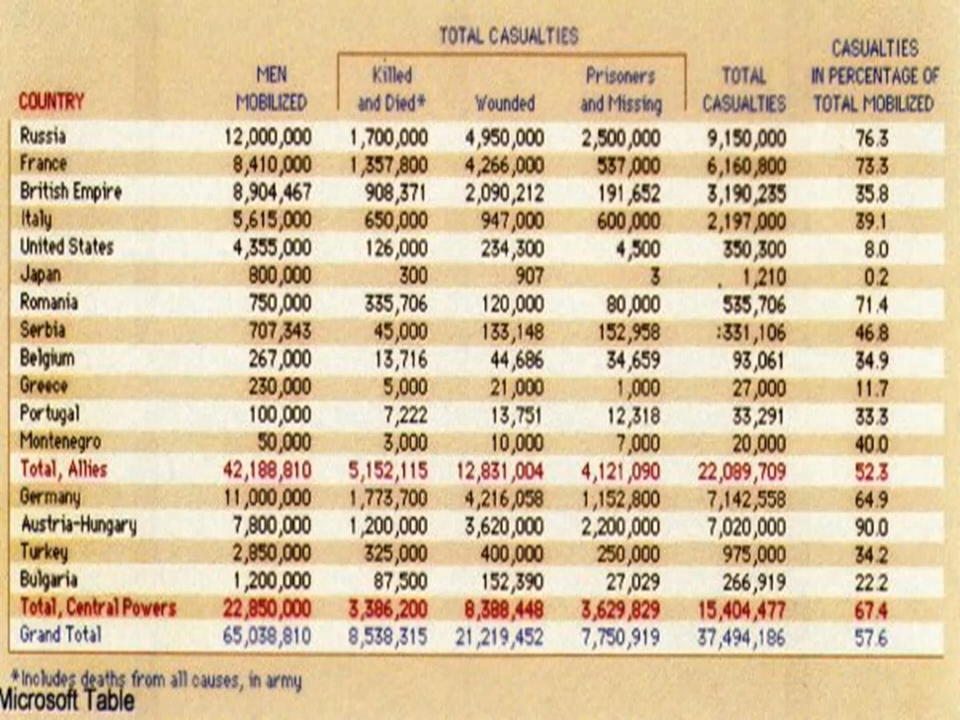 TOTAL CASUALTIES
COUNTRY MEN MOBILIZED Killed and Died* Wounded Prisoners and Missing TOTAL CASUALTIES CASUALTIES IN PERCENTAGE OF TOTAL MOBILIZED
Russia 12,000,000 1,700,000 4,950,000 2,500,000 9,150,000 76.3
France 8,410,000 1,357,800 4,266,000 537,000 6,160,800 73.3
British Empire 8,904,467 908,371 2,090,212 191,652 3,190,235 35.8
Italy 5,615,000 650,000 947,000 600,000 2,197,000 39.1
United States 4,355,000 126,000 234,300 4,500 350,300 8.0
Japan 800,000 300 907 3 1,210 0.2
Romania 750,000 335,706 120,000 80,000 535,706 71.4
Serbia 707,343 45,000 133,148 152,958 331,106 46.8
Belgium 267,000 13,716 44,686 34,659 93,061 34.9
Greece 230,000 5,000 21,000 1,000 27,000 11.7
Portugal 100,000 7,222 13,751 12,318 33,291 33.3
Montenegro 50,000 3,000 10,000 7,000 20,000 40.0
Total, Allies 42,188,810 5,152,115 12,831,004 4,121,090 22,089,709 52.3
Germany 11,000,000 1,773,700 4,216,058 1,152,800 7,142,558 64.9
Austria-Hungary 7,800,000 1,200,000 3,620,000 2,200,000 7,020,000 90.0
Turkey 2,850,000 325,000 400,000 250,000 975,000 34.2
Bulgaria 1,200,000 87,500 152,390 27,029 266,919 22.2
Total, Central Powers 22,850,000 3,386,200 8,388,448 3,629,829 15,404,477 67.4
Grand Total 65,038,810 8,538,315 21,219,452 7,750,919 37,494,186 57.6
*Includes deaths from all causes, in army
Microsoft Table